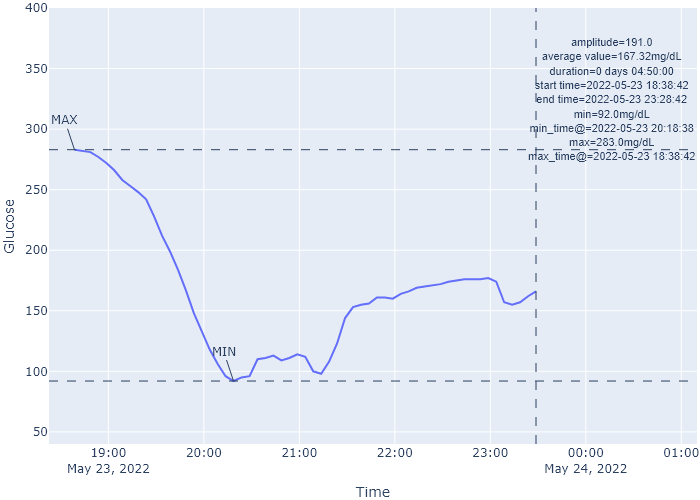 400
350
300
250
200
150
100
50
Glucose
MAX
MIN
amplitude=191.0
average value=167.32mg/dL
duration=0 days 04:50:00
start time=2022-05-23 18:38:42
end time=2022-05-23 23:28:42
min=92.0mg/dL
min_time@=2022-05-23 20:18:38
max=283.0mg/dL
max_time@=2022-05-23 18:38:42
19:00 20:00 21:00 22:00 23:00 00:00 01:00
May 23, 2022 May 24, 2022
Time